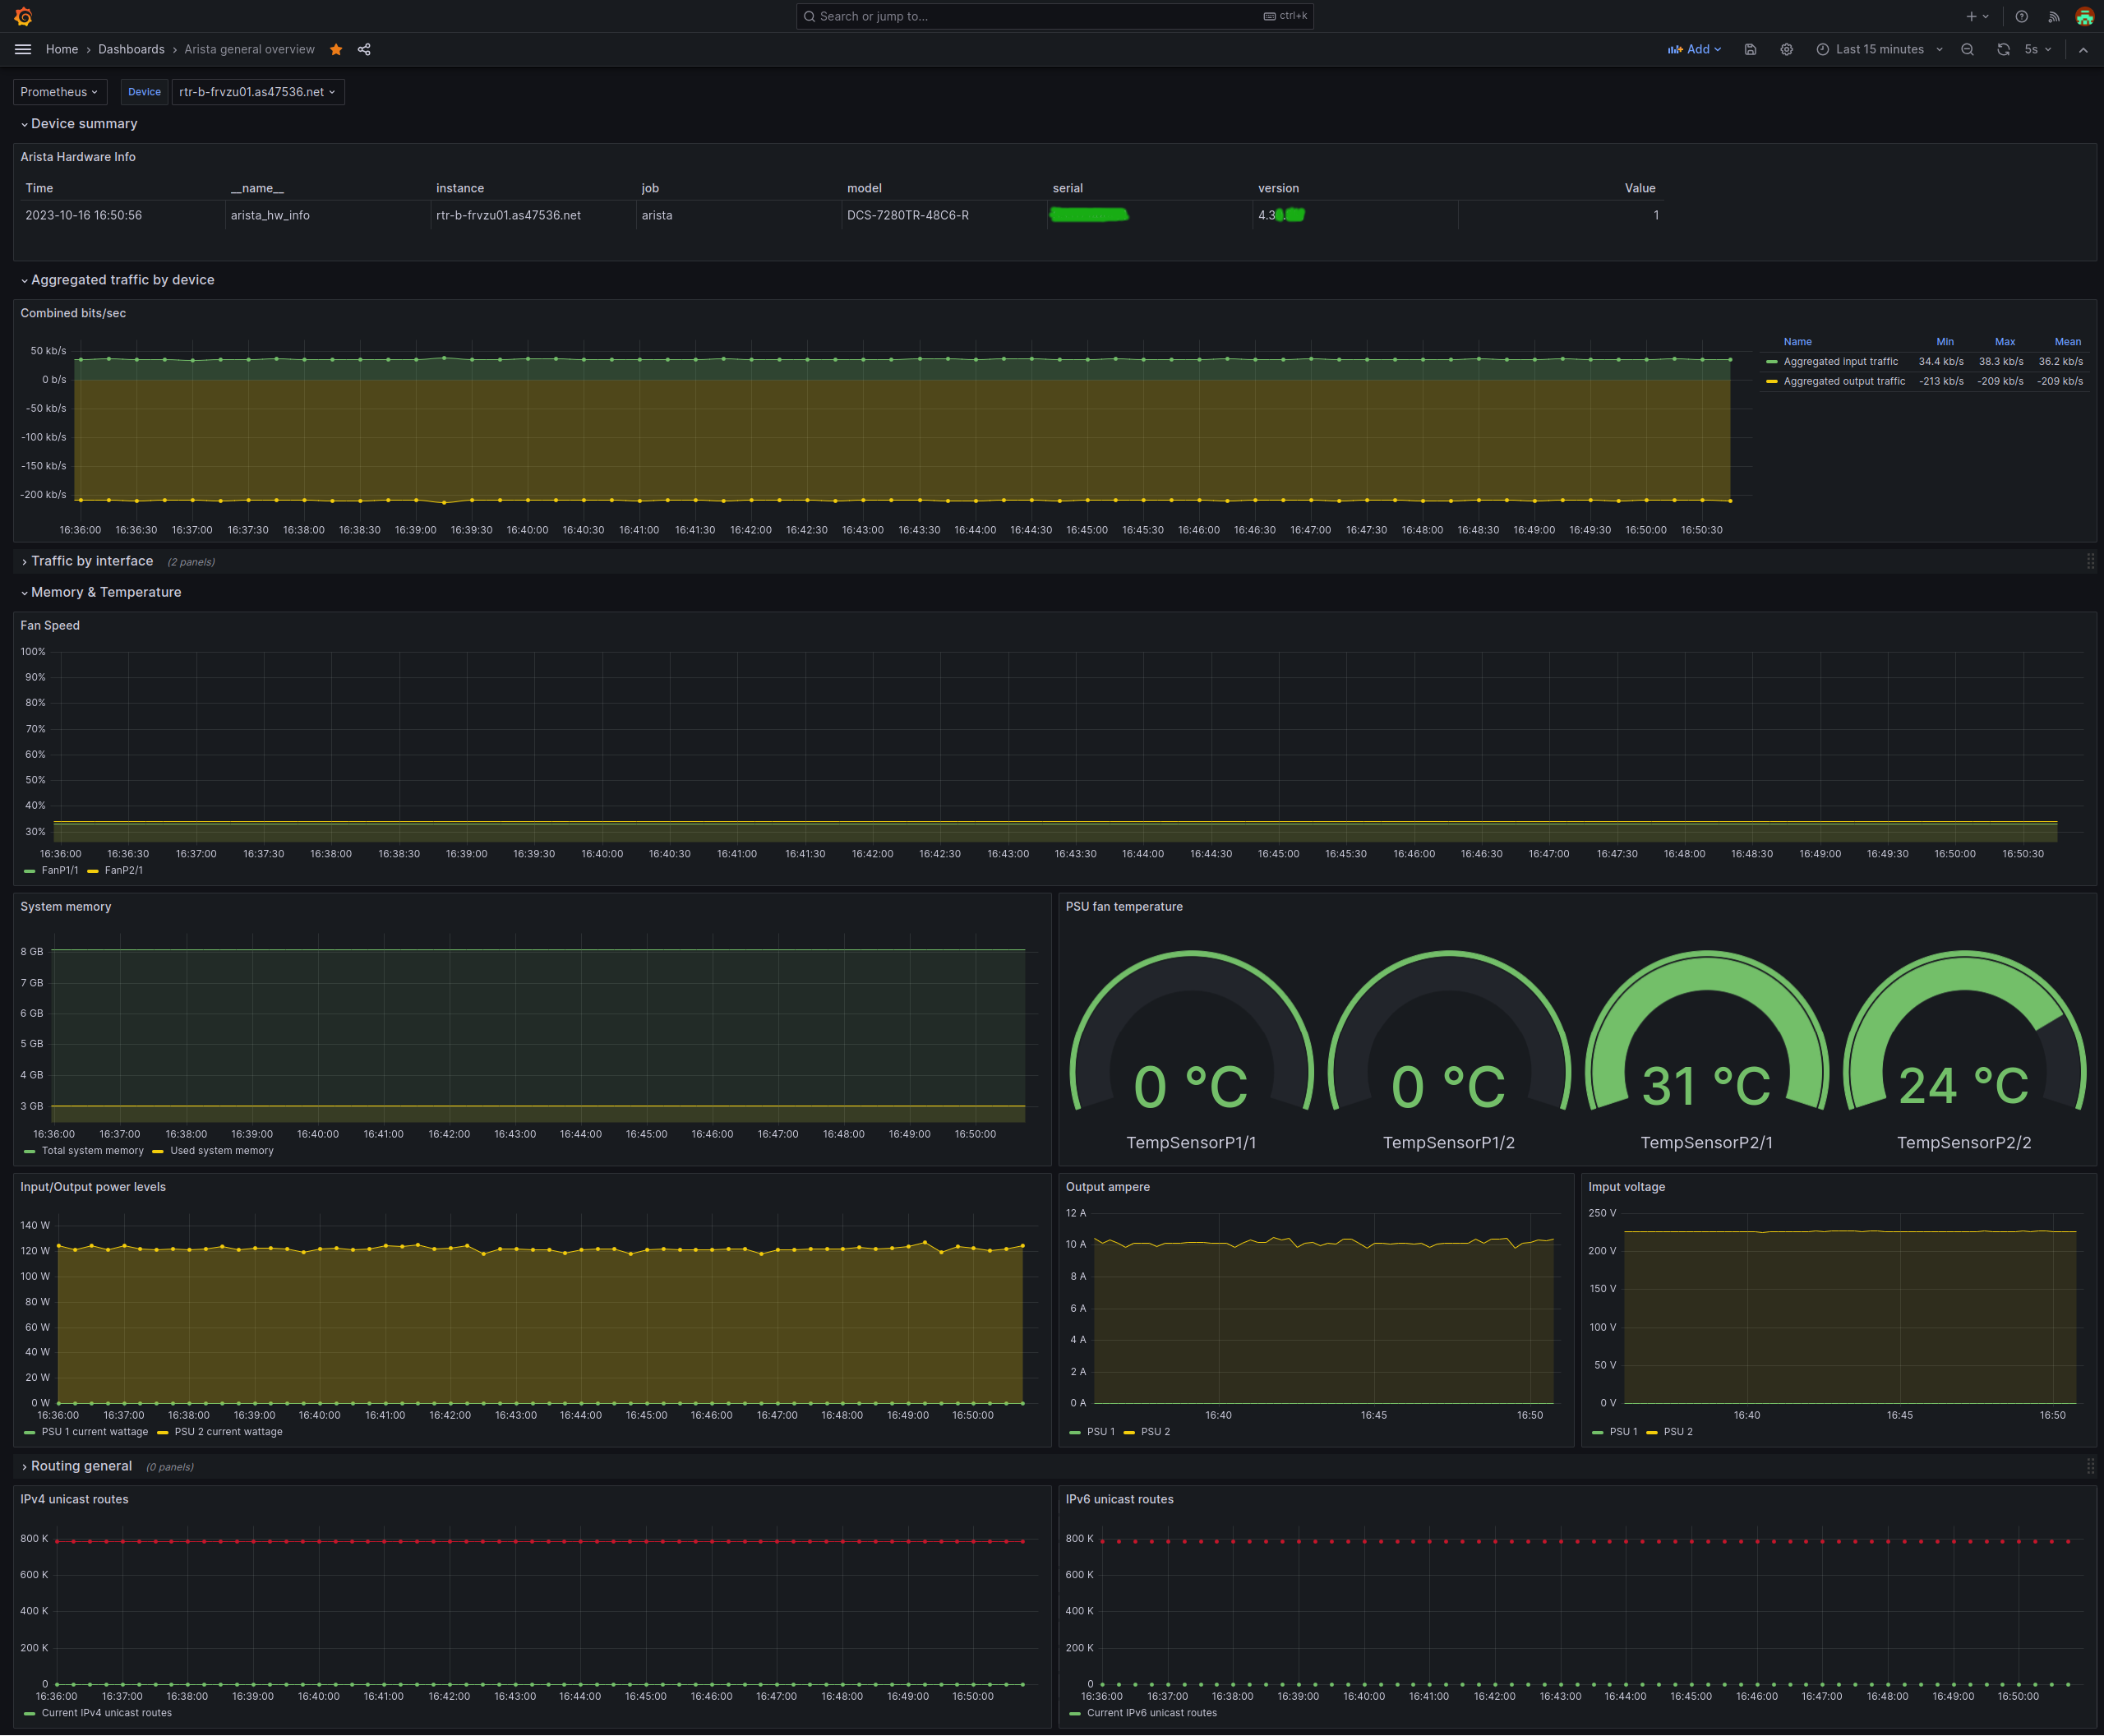 Search or jump to...
ctrl+k
Home › Dashboards › Arista general overview
Add
Last 15 minutes
5s
Prometheus
Device
rtr-b-frvzu01.as47536.net
Device summary
Arista Hardware Info
Time __name__ instance job model serial version Value
2023-10-16 16:50:56 arista_hw_info rtr-b-frvzu01.as47536.net arista DCS-7280TR-48C6-R 4.3 1
Aggregated traffic by device
Combined bits/sec
50 kb/s
0 b/s
-50 kb/s
-100 kb/s
-150 kb/s
-200 kb/s
16:36:00 16:36:30 16:37:00 16:37:30 16:38:00 16:38:30 16:39:00 16:39:30 16:40:00 16:40:30 16:41:00 16:41:30 16:42:00 16:42:30 16:43:00 16:43:30 16:44:00 16:44:30 16:45:00 16:45:30 16:46:00 16:46:30 16:47:00 16:47:30 16:48:00 16:48:30 16:49:00 16:49:30 16:50:00 16:50:30
Name Min Max Mean
Aggregated input traffic 34.4 kb/s 38.3 kb/s 36.2 kb/s
Aggregated output traffic -213 kb/s -209 kb/s -209 kb/s
Traffic by interface (2 panels)
Memory & Temperature
Fan Speed
100%
90%
80%
70%
60%
50%
40%
30%
16:36:00 16:36:30 16:37:00 16:37:30 16:38:00 16:38:30 16:39:00 16:39:30 16:40:00 16:40:30 16:41:00 16:41:30 16:42:00 16:42:30 16:43:00 16:43:30 16:44:00 16:44:30 16:45:00 16:45:30 16:46:00 16:46:30 16:47:00 16:47:30 16:48:00 16:48:30 16:49:00 16:49:30 16:50:00 16:50:30
FanP1/1 FanP2/1
System memory
8 GB
7 GB
6 GB
5 GB
4 GB
3 GB
16:36:00 16:37:00 16:38:00 16:39:00 16:40:00 16:41:00 16:42:00 16:43:00 16:44:00 16:45:00 16:46:00 16:47:00 16:48:00 16:49:00 16:50:00
Total system memory Used system memory
PSU fan temperature
0 °C 0 °C 31 °C 24 °C
TempSensorP1/1 TempSensorP1/2 TempSensorP2/1 TempSensorP2/2
Input/Output power levels
140 W
120 W
100 W
80 W
60 W
40 W
20 W
0 W
16:36:00 16:37:00 16:38:00 16:39:00 16:40:00 16:41:00 16:42:00 16:43:00 16:44:00 16:45:00 16:46:00 16:47:00 16:48:00 16:49:00 16:50:00
PSU 1 current wattage PSU 2 current wattage
Output ampere
12 A
10 A
8 A
6 A
4 A
2 A
0 A
16:40 16:45 16:50
PSU 1 PSU 2
Imput voltage
250 V
200 V
150 V
100 V
50 V
0 V
16:40 16:45 16:50
PSU 1 PSU 2
Routing general (0 panels)
IPv4 unicast routes
800 K
600 K
400 K
200 K
0
16:36:00 16:37:00 16:38:00 16:39:00 16:40:00 16:41:00 16:42:00 16:43:00 16:44:00 16:45:00 16:46:00 16:47:00 16:48:00 16:49:00 16:50:00
Current IPv4 unicast routes
IPv6 unicast routes
800 K
600 K
400 K
200 K
0
16:36:00 16:37:00 16:38:00 16:39:00 16:40:00 16:41:00 16:42:00 16:43:00 16:44:00 16:45:00 16:46:00 16:47:00 16:48:00 16:49:00 16:50:00
Current IPv6 unicast routes